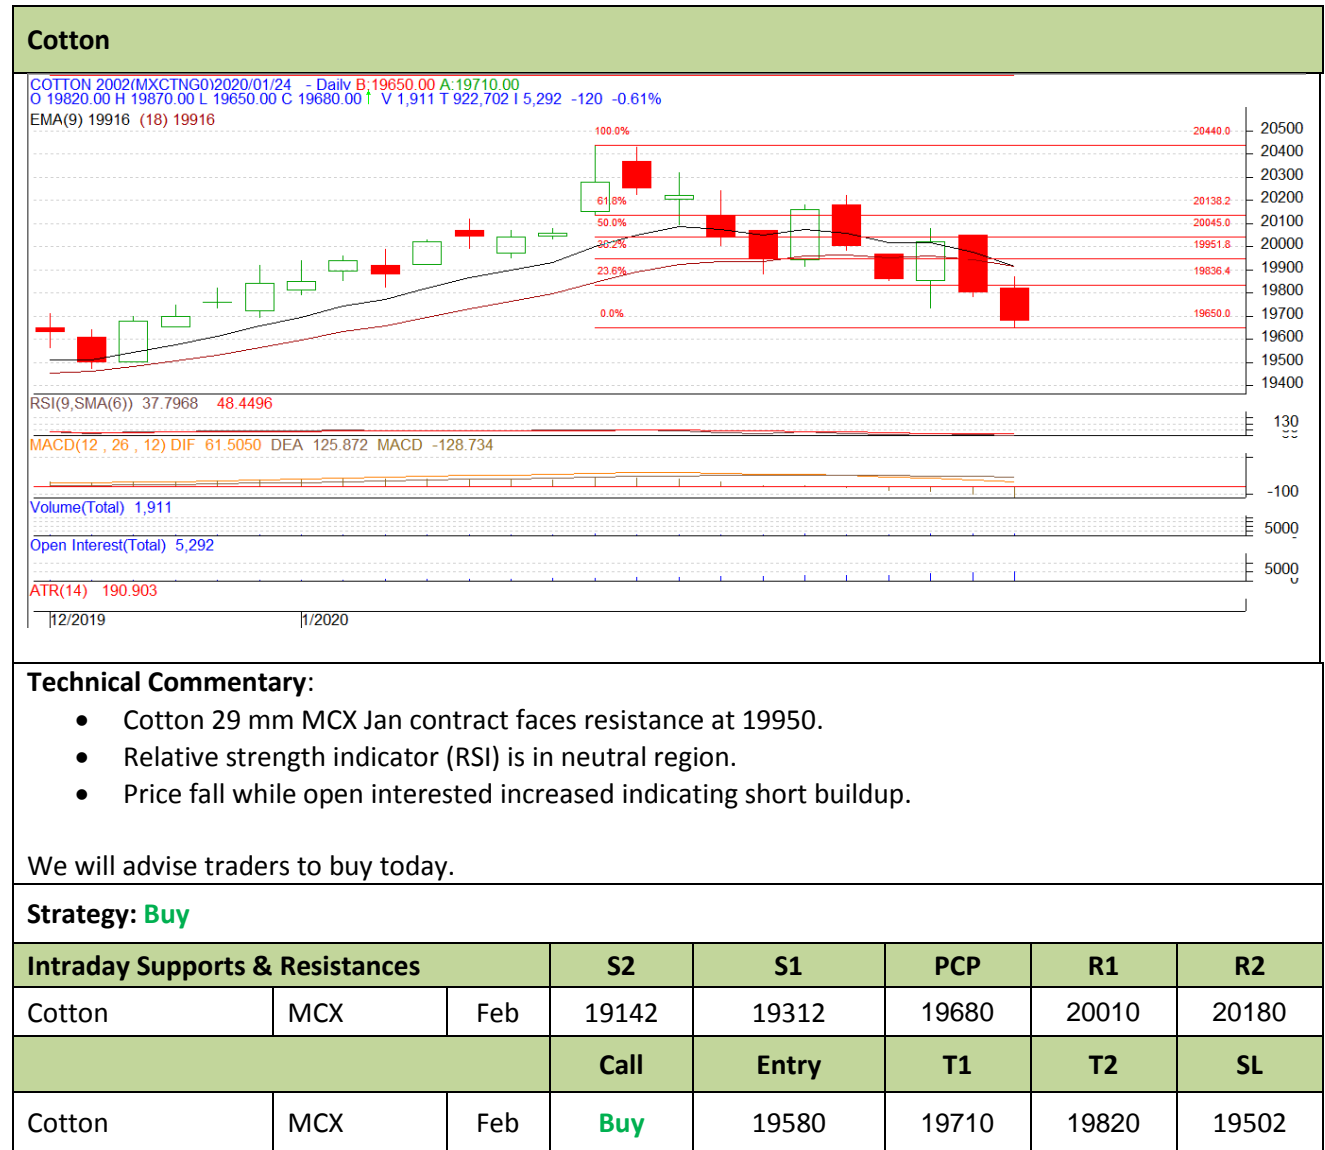 Cotton
COTTON 2002(MXCTNG0)2020/01/24 - Daily B:19650.00 A:19710.00
O 19820.00 H 19870.00 L 19650.00 C 19680.00↑ V 1,911 T 922,702 I 5,292 -120 -0.61%
EMA(9) 19916 (18) 19916
100.0% 20440.0
61.8% 20138.2
50.0% 20045.0
38.2% 19951.8
23.6% 19836.4
0.0% 19650.0
20500
20400
20300
20200
20100
20000
19900
19800
19700
19600
19500
19400
RSI(9,SMA(6)) 37.7968 48.4496
130
MACD(12 , 26 , 12) DIF 61.5050 DEA 125.872 MACD -128.734
-100
Volume(Total) 1,911
5000
Open Interest(Total) 5,292
5000
0
ATR(14) 190.903
12/2019 1/2020
Technical Commentary:
• Cotton 29 mm MCX Jan contract faces resistance at 19950.
• Relative strength indicator (RSI) is in neutral region.
• Price fall while open interested increased indicating short buildup.
We will advise traders to buy today.
Strategy: Buy
Intraday Supports & Resistances S2 S1 PCP R1 R2
Cotton MCX Feb 19142 19312 19680 20010 20180
Call Entry T1 T2 SL
Cotton MCX Feb Buy 19580 19710 19820 19502